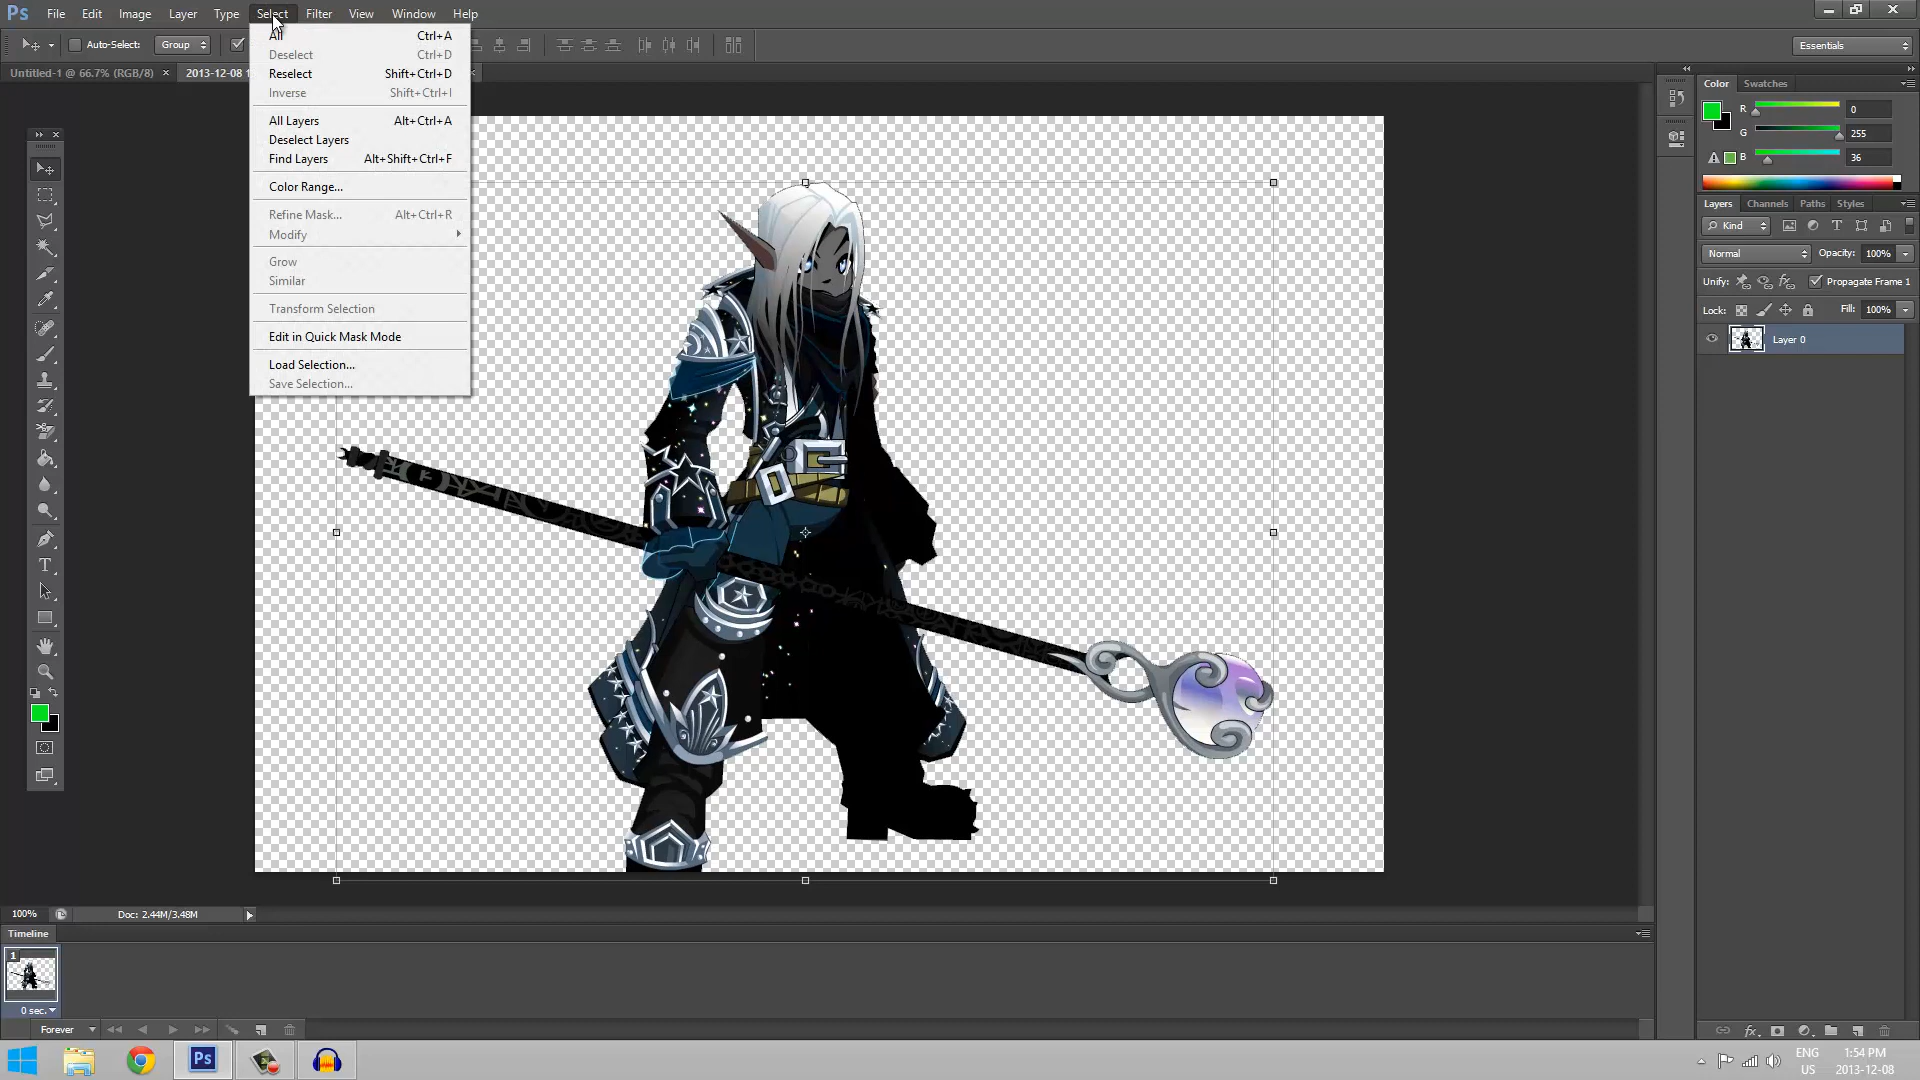 Ps File Edit Image Layer Type Select Filter View Window Help
Auto-Select: Group Essentials
Untitled-1 @ 66.7% (RGB/8) × 2013-12-08 1
All Ctrl+A
Deselect Ctrl+D
Reselect Shift+Ctrl+D
Inverse Shift+Ctrl+I
All Layers Alt+Ctrl+A
Deselect Layers
Find Layers Alt+Shift+Ctrl+F
Color Range...
Refine Mask... Alt+Ctrl+R
Modify
Grow
Similar
Transform Selection
Edit in Quick Mask Mode
Load Selection...
Save Selection...
Color Swatches
R 0
G 255
B 36
Layers Channels Paths Styles
Kind
Normal Opacity: 100%
Unify: Propagate Frame 1
Lock: Fill: 100%
Layer 0
100% Doc: 2.44M/3.48M
Timeline
1
0 sec.
Forever
Ps
ENG 1:54 PM
US 2013-12-08